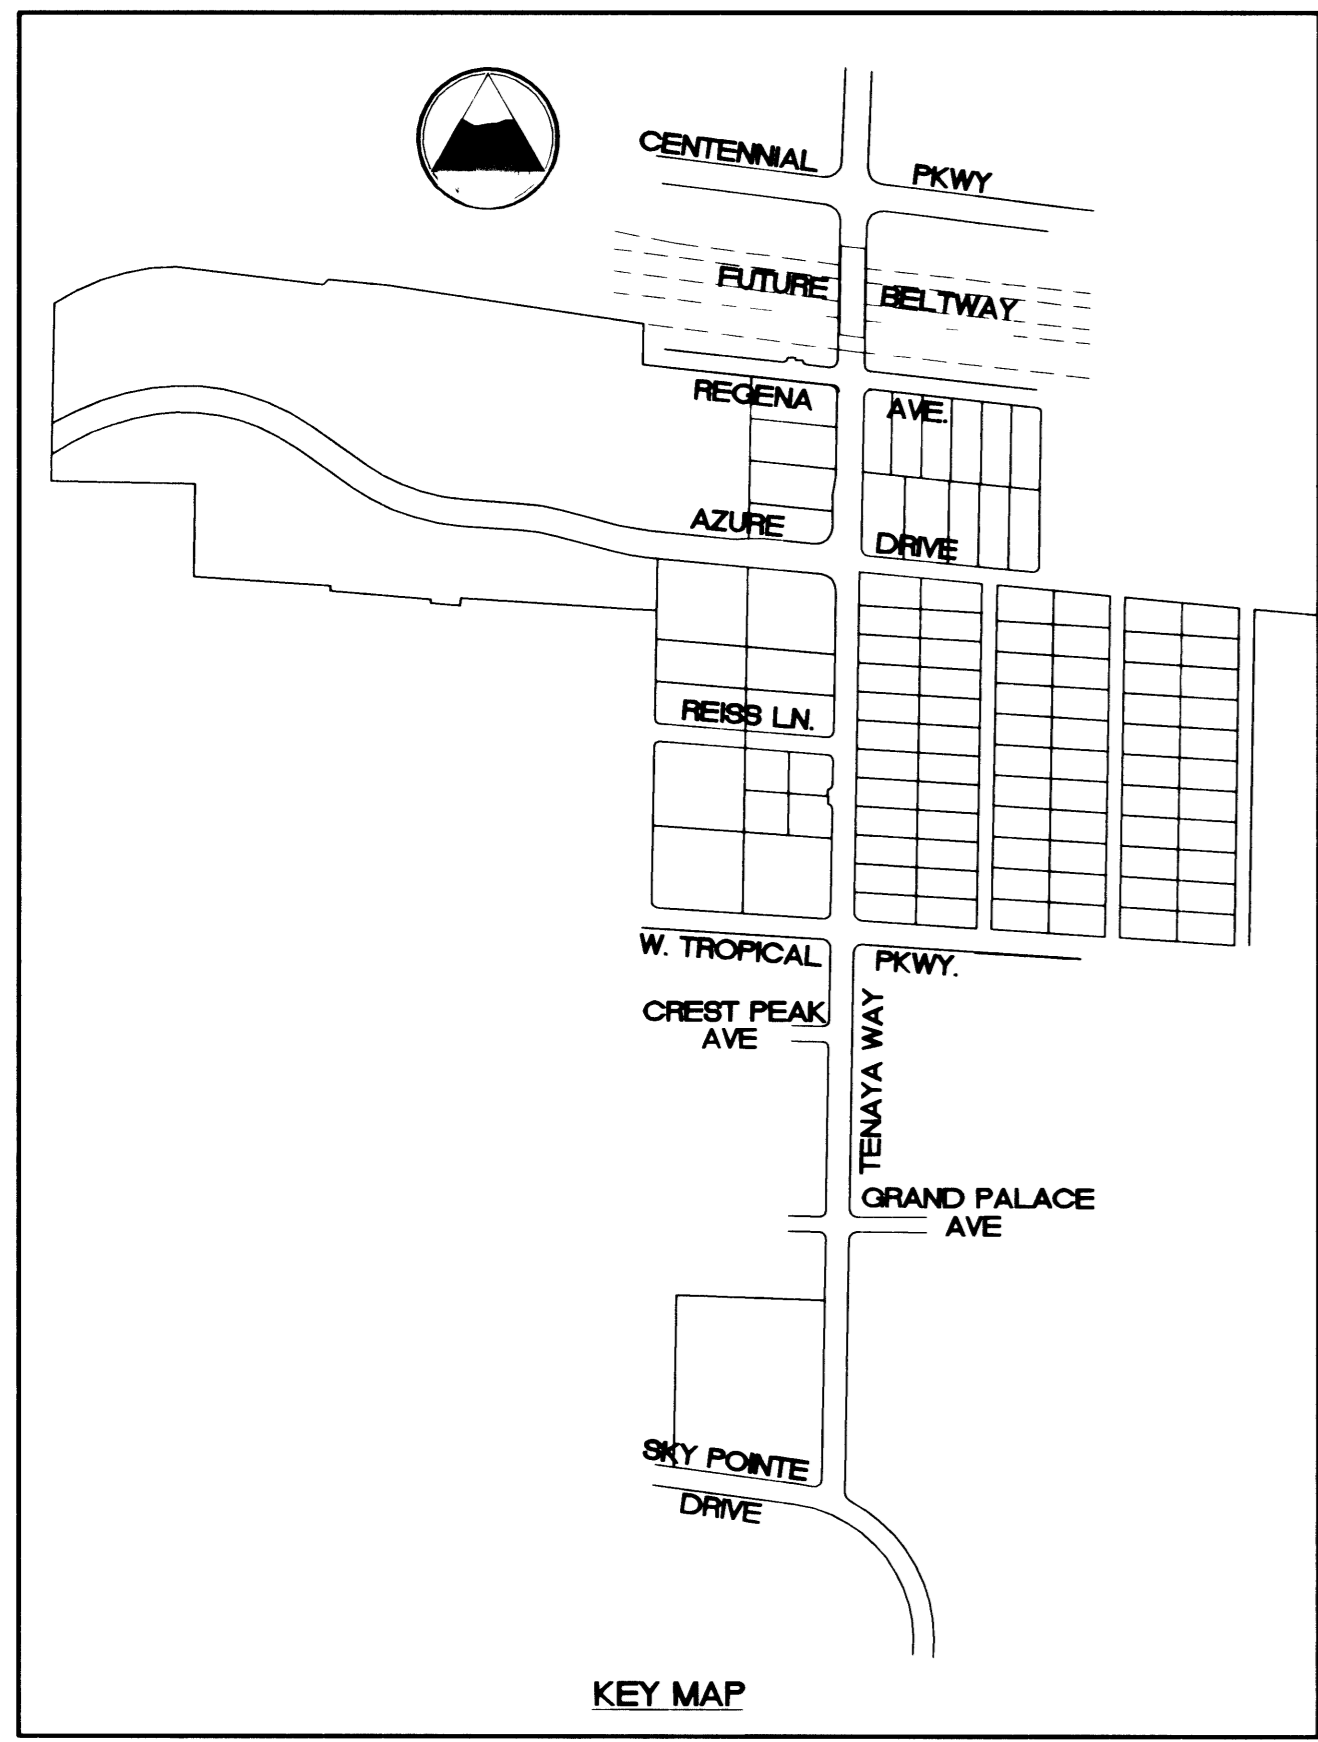 CENTENNIAL PKWY
FUTURE BELTWAY
REGENA AVE.
AZURE DRIVE
REISS LN.
W. TROPICAL PKWY.
CREST PEAK
AVE
TENAYA WAY
GRAND PALACE
AVE
SKY POINTE
DRIVE
KEY MAP